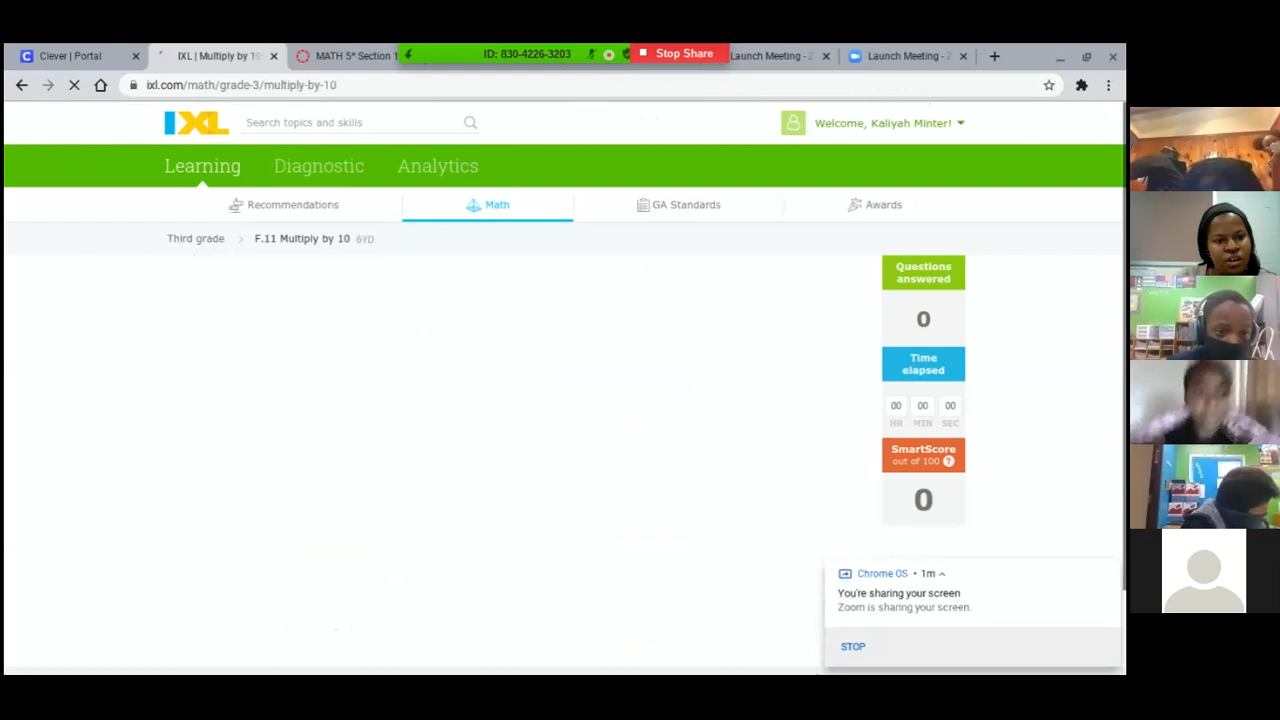 Clever | Portal
IXL | Multiply by 1
MATH 5* Section 1
ID: 830-4226-3203
Stop Share
Launch Meeting - Z
Launch Meeting - Z
ixl.com/math/grade-3/multiply-by-10
IXL
Search topics and skills
Welcome, Kaliyah Minter!
Learning
Diagnostic
Analytics
Recommendations
Math
GA Standards
Awards
Third grade
F.11 Multiply by 10 6YD
Questions
answered
0
Time
elapsed
00 00 00
HR MIN SEC
SmartScore
out of 100 ?
0
Chrome OS • 1m
You're sharing your screen
Zoom is sharing your screen.
STOP